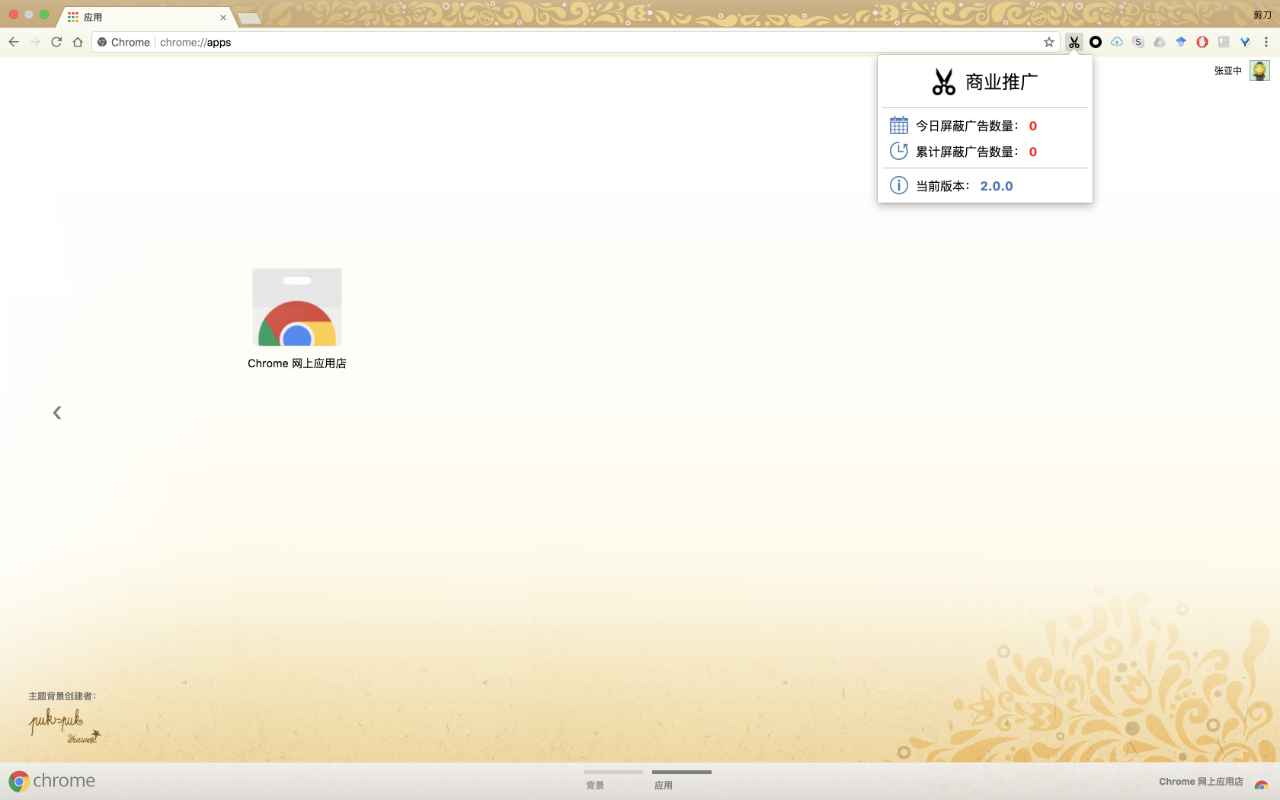 应用
剪刀
Chrome
chrome://apps
S
张亚中
商业推广
今日屏蔽广告数量： 0
累计屏蔽广告数量： 0
当前版本： 2.0.0
Chrome 网上应用店
主题背景创建者：
puk-puk
drawes!
chrome
背景
应用
Chrome 网上应用店